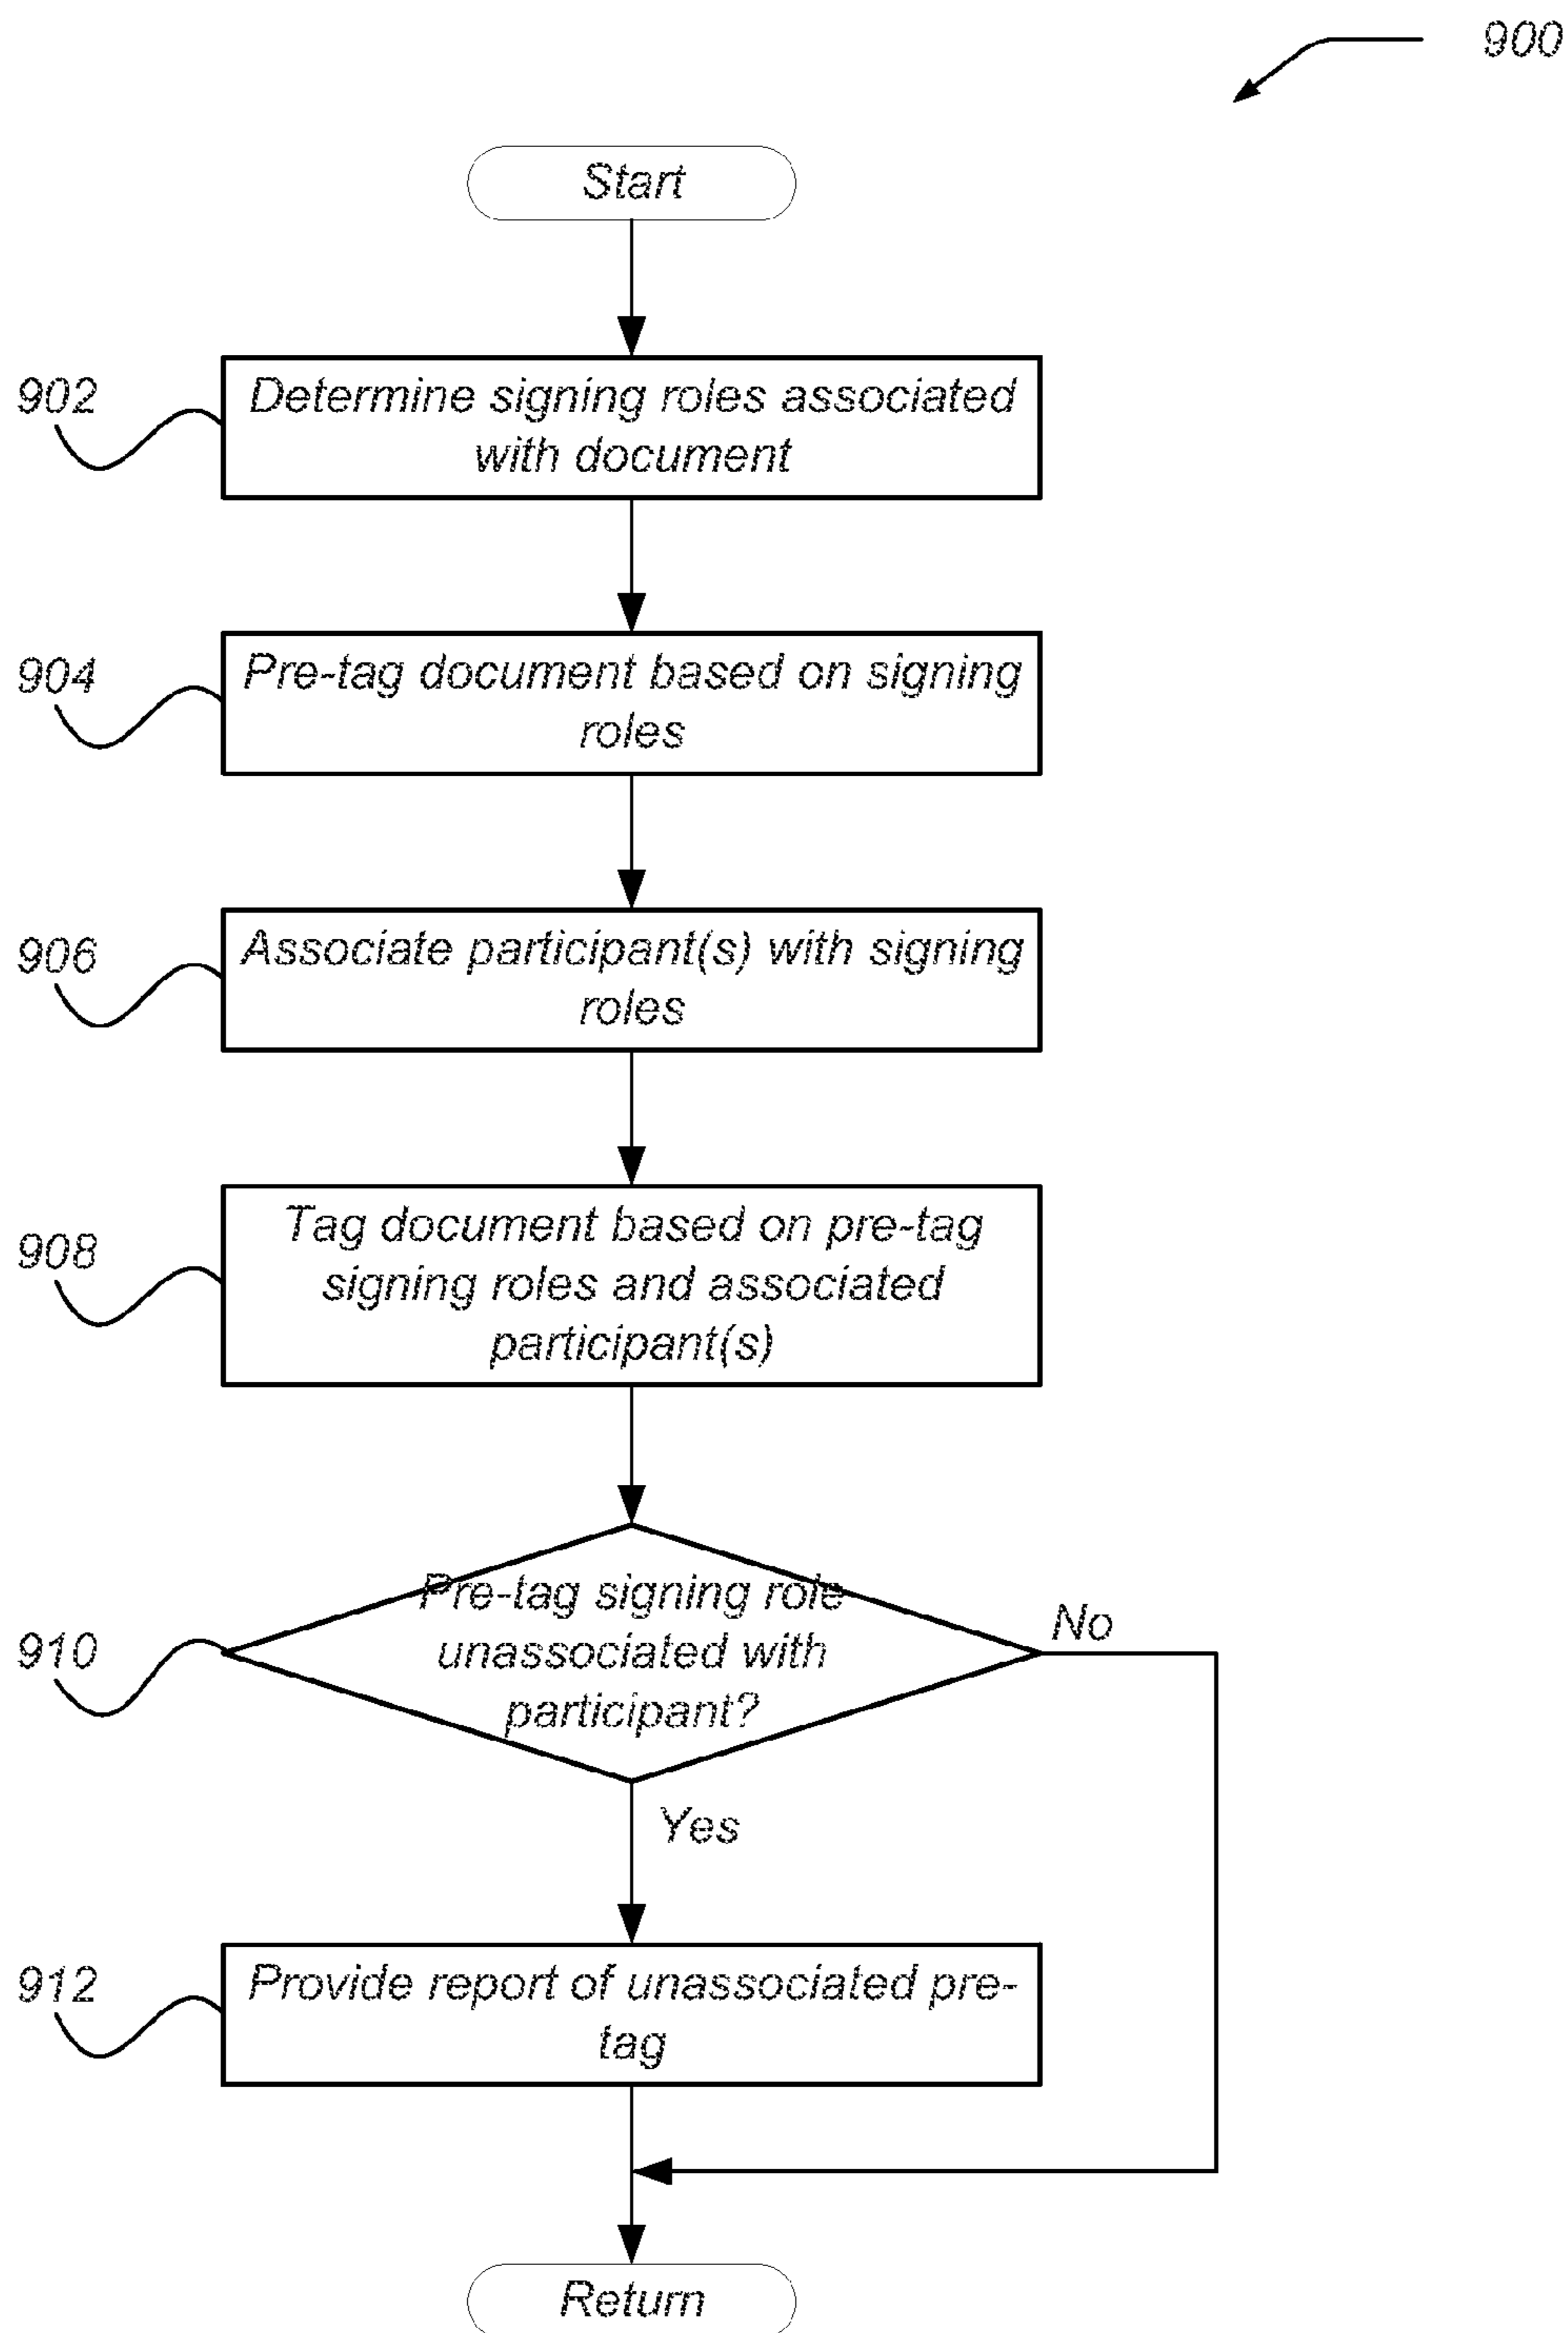 900
Start
902
Determine signing roles associated
with document
904
Pre-tag document based on signing
roles
906
Associate participant(s) with signing
roles
908
Tag document based on pre-tag
signing roles and associated
participant(s)
910
Pre-tag signing role
unassociated with
participant?
No
Yes
912
Provide report of unassociated pre-
tag
Return